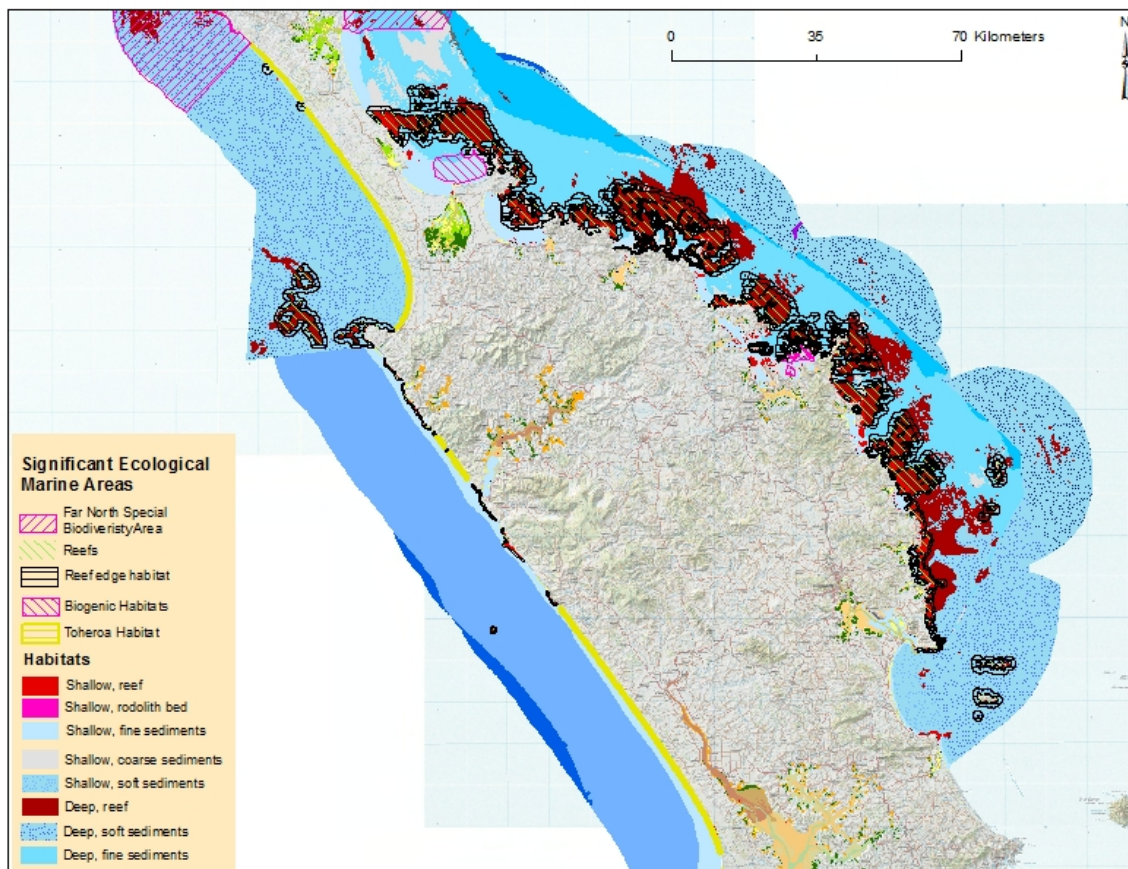 N
0 35 70 Kilometers
Significant Ecological
Marine Areas
Far North Special
BiodiveristyArea
Reefs
Reef edge habitat
Biogenic Habitats
Toheroa Habitat
Habitats
Shallow, reef
Shallow, rodolith bed
Shallow, fine sediments
Shallow, coarse sediments
Shallow, soft sediments
Deep, reef
Deep, soft sediments
Deep, fine sediments